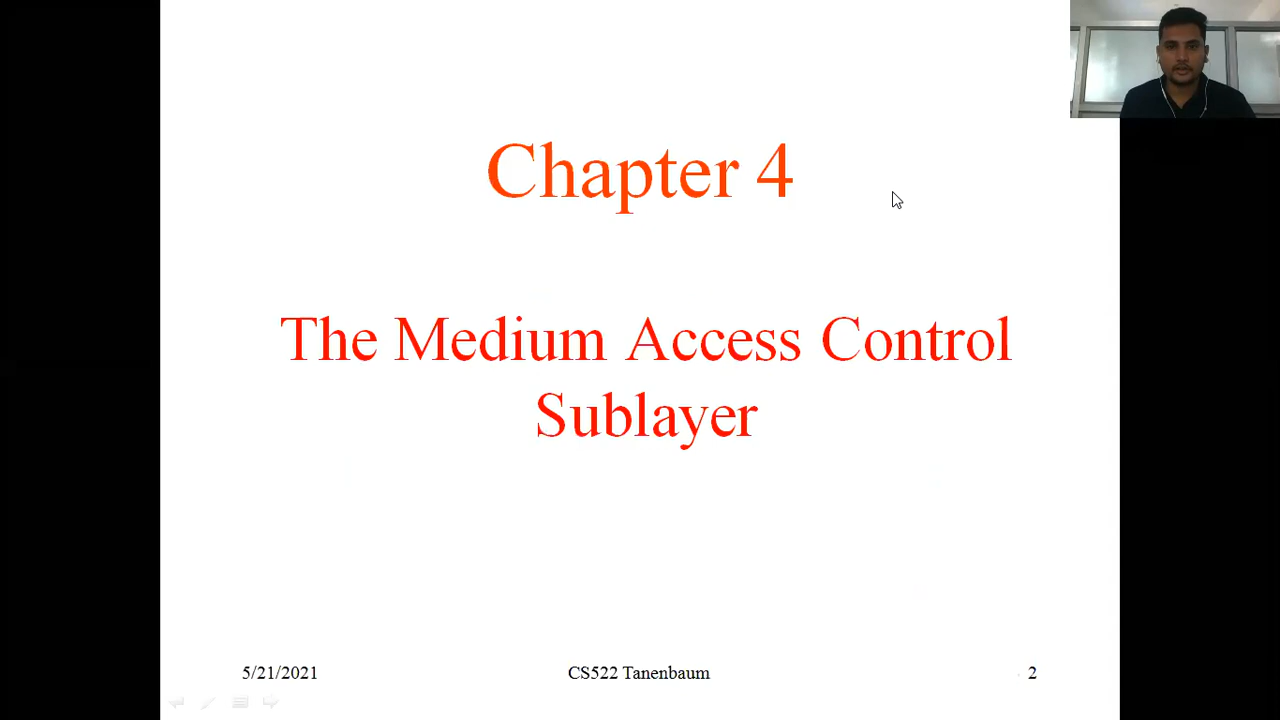 Chapter 4
The Medium Access Control
Sublayer
5/21/2021
CS522 Tanenbaum
2